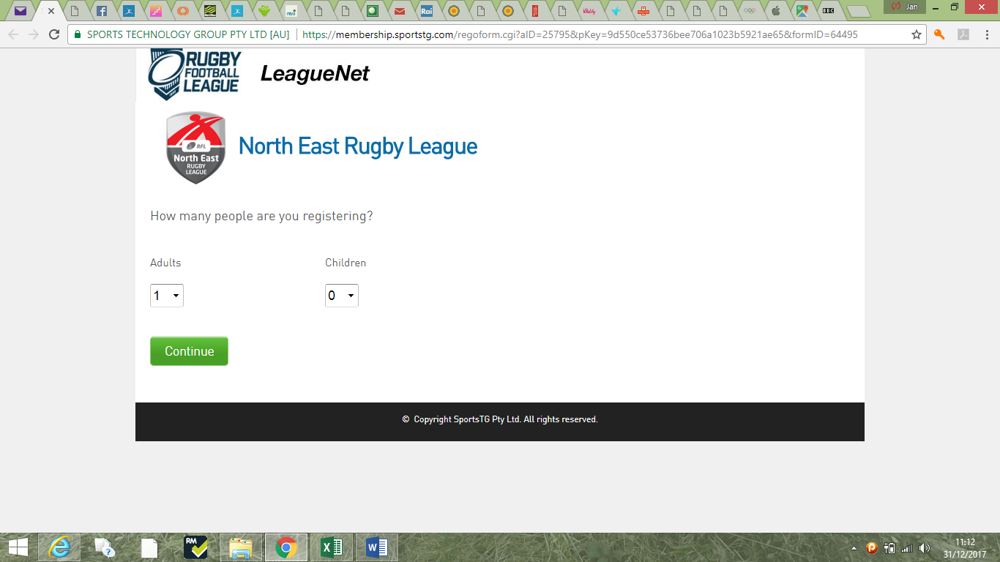 Jan
SPORTS TECHNOLOGY GROUP PTY LTD [AU] https://membership.sportstg.com/regoform.cgi?aID=25795&pKey=9d550ce53736bee706a1023b5921ae65&formID=64495
RUGBY
FOOTBALL
LEAGUE
LeagueNet
RFL
North East
RUGBY
LEAGUE
North East Rugby League
How many people are you registering?
Adults Children
1 0
Continue
© Copyright SportsTG Pty Ltd. All rights reserved.
RM
11:12
31/12/2017